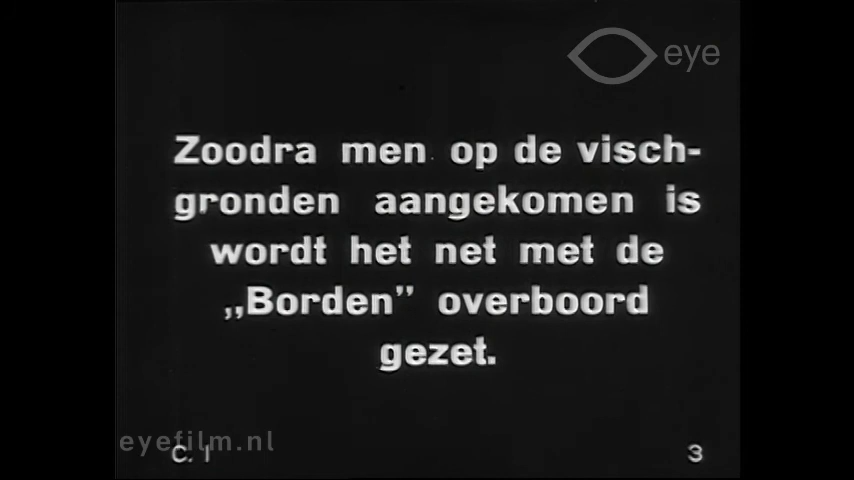 eye
Zoodra men op de visch-
gronden aangekomen is
wordt het net met de
„Borden” overboord
gezet.
eyefilm.nl
C. 1
3